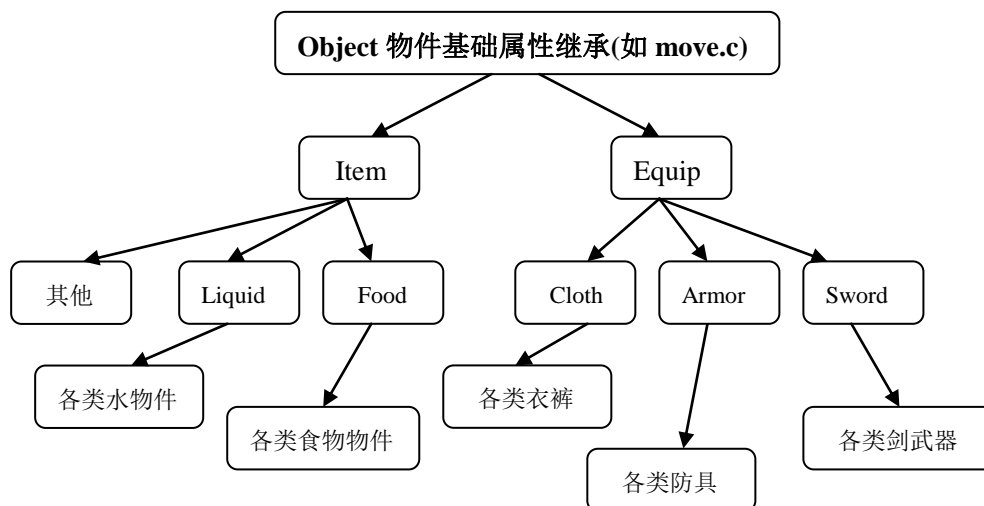 Object 物件基础属性继承(如 move.c)
Item
Equip
其他
Liquid
Food
Cloth
Armor
Sword
各类水物件
各类食物物件
各类衣裤
各类防具
各类剑武器